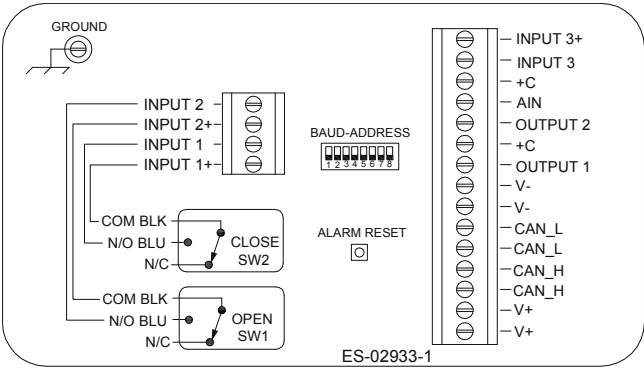 GROUND
INPUT 2 -
INPUT 2+
INPUT 1 -
INPUT 1+
BAUD-ADDRESS
1 2 3 4 5 6 7 8
ALARM RESET
COM BLK
N/O BLU
N/C
CLOSE
SW2
COM BLK
N/O BLU
N/C
OPEN
SW1
INPUT 3+
INPUT 3
+C
AIN
OUTPUT 2
+C
OUTPUT 1
V-
V-
CAN_L
CAN_L
CAN_H
CAN_H
V+
V+
ES-02933-1